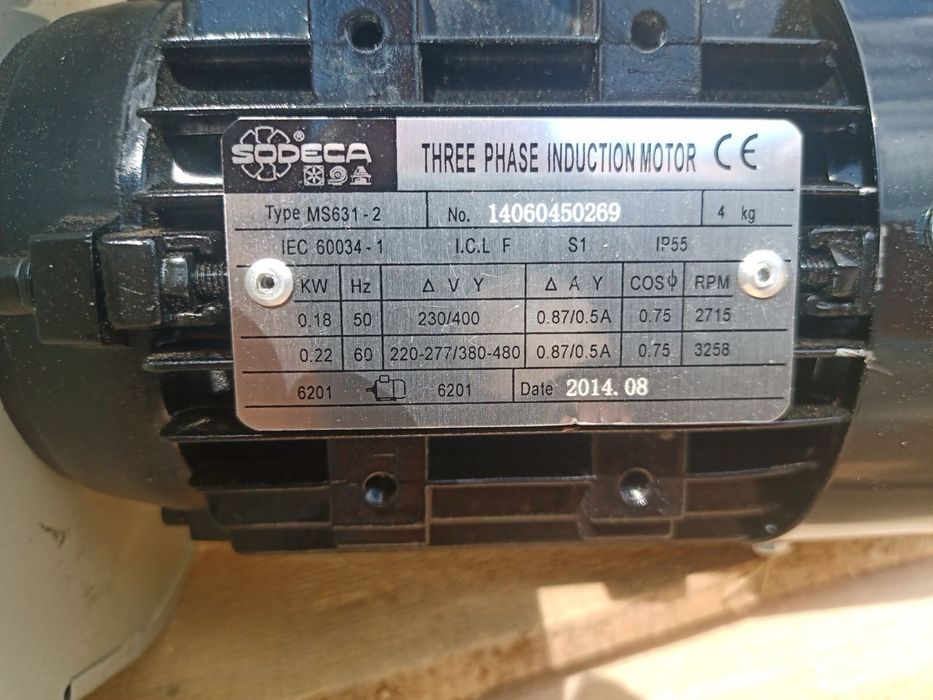 SODECA®
THREE PHASE INDUCTION MOTOR CE
Type MS631-2 No. 14060450269 4 kg
IEC 60034-1 I.C.L F S1 IP55
KW Hz Δ V Y Δ A Y COSφ RPM
0.18 50 230/400 0.87/0.5A 0.75 2715
0.22 60 220-277/380-480 0.87/0.5A 0.75 3258
6201 6201 Date 2014.08